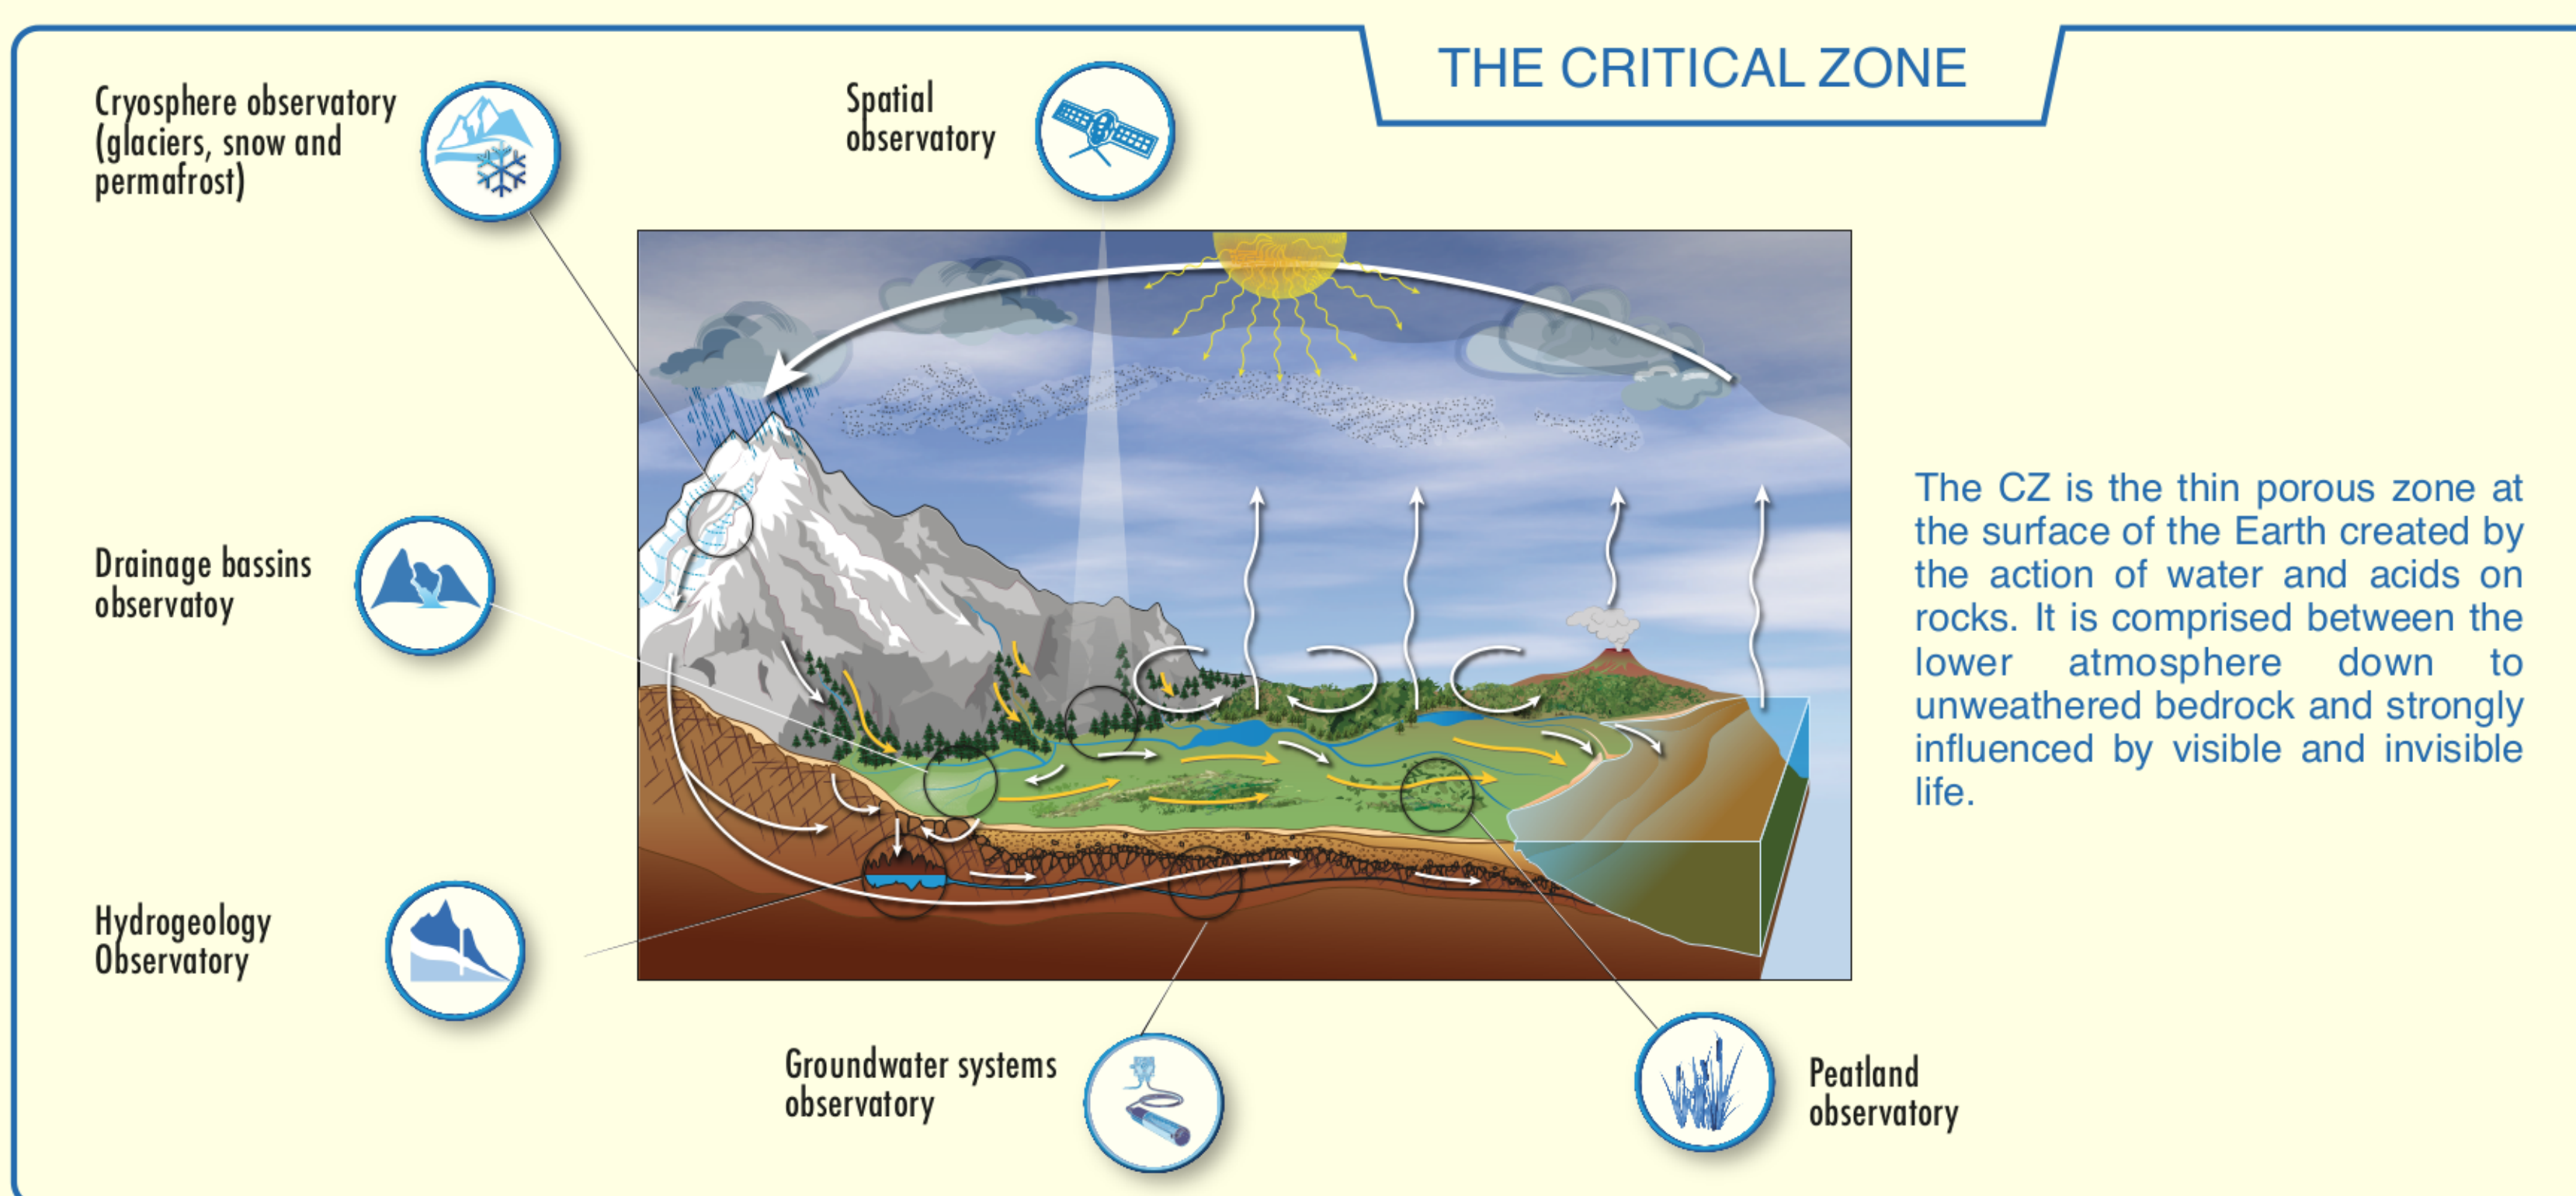 THE CRITICAL ZONE
Cryosphere observatory
(glaciers, snow and
permafrost)
Spatial
observatory
Drainage bassins
observatoy
Hydrogeology
Observatory
Groundwater systems
observatory
Peatland
observatory
The CZ is the thin porous zone at
the surface of the Earth created by
the action of water and acids on
rocks. It is comprised between the
lower atmosphere down to
unweathered bedrock and strongly
influenced by visible and invisible
life.